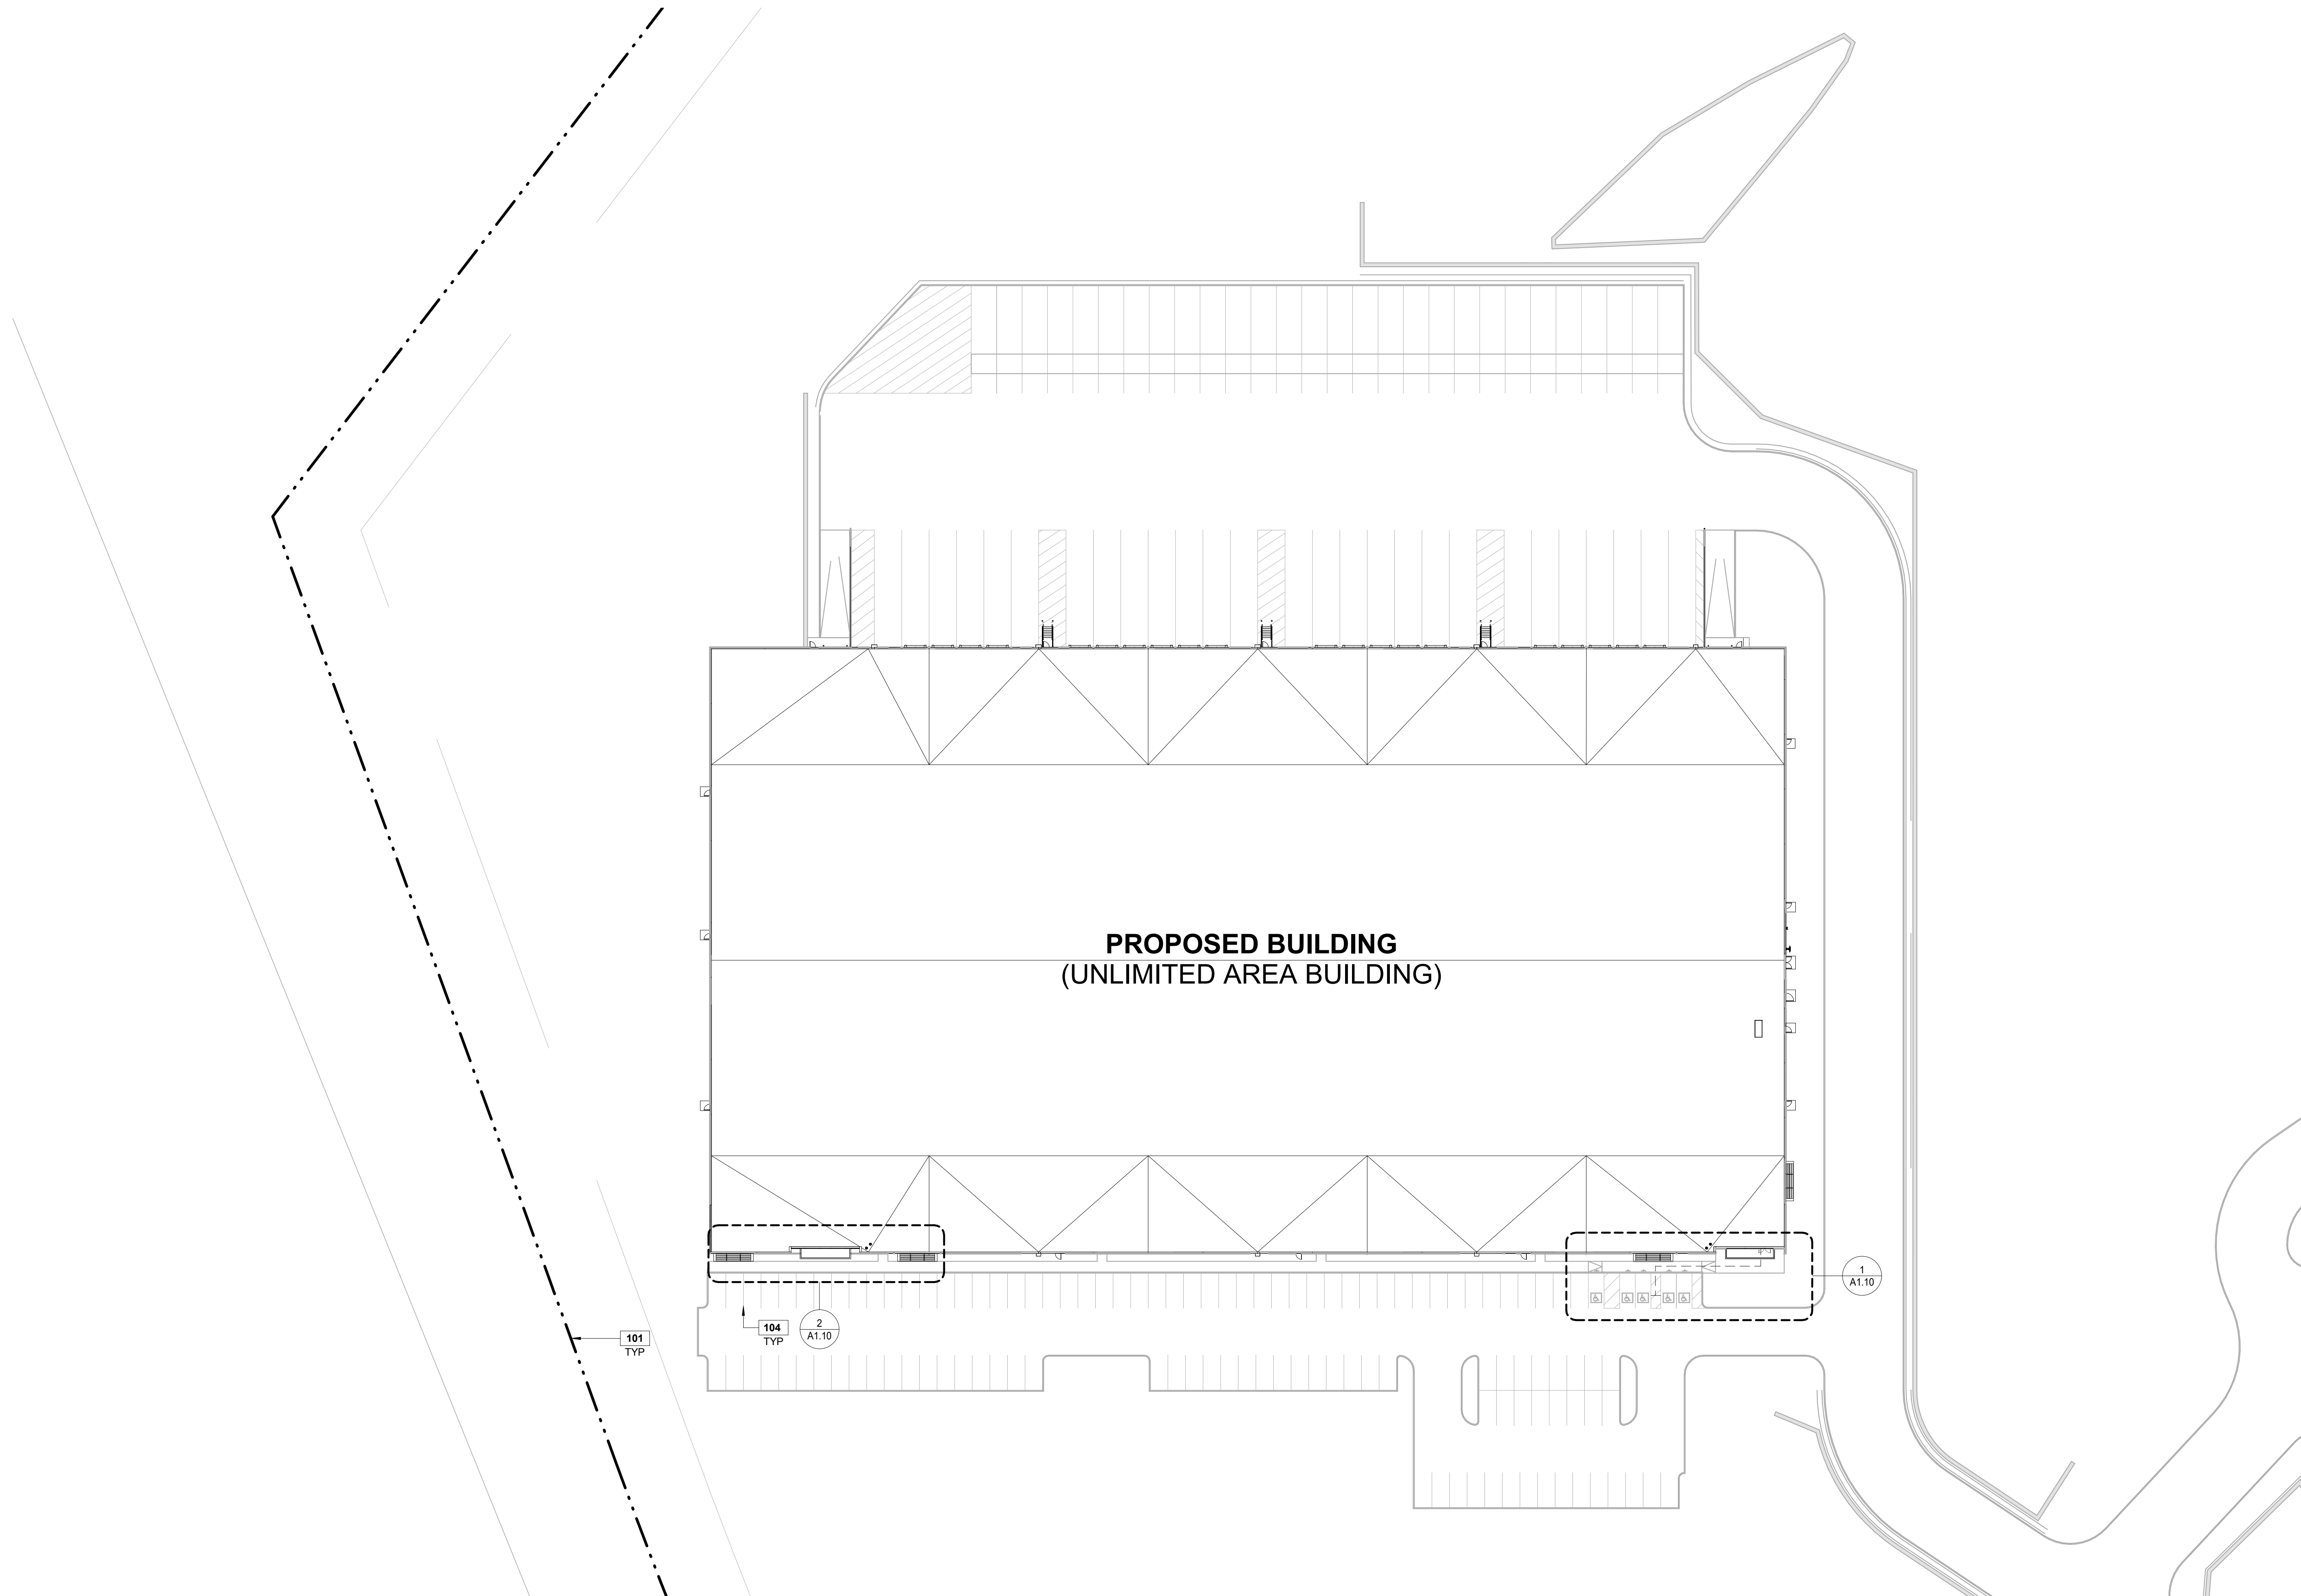 PROPOSED BUILDING
(UNLIMITED AREA BUILDING)
1
A1.10
104
TYP
2
A1.10
101
TYP